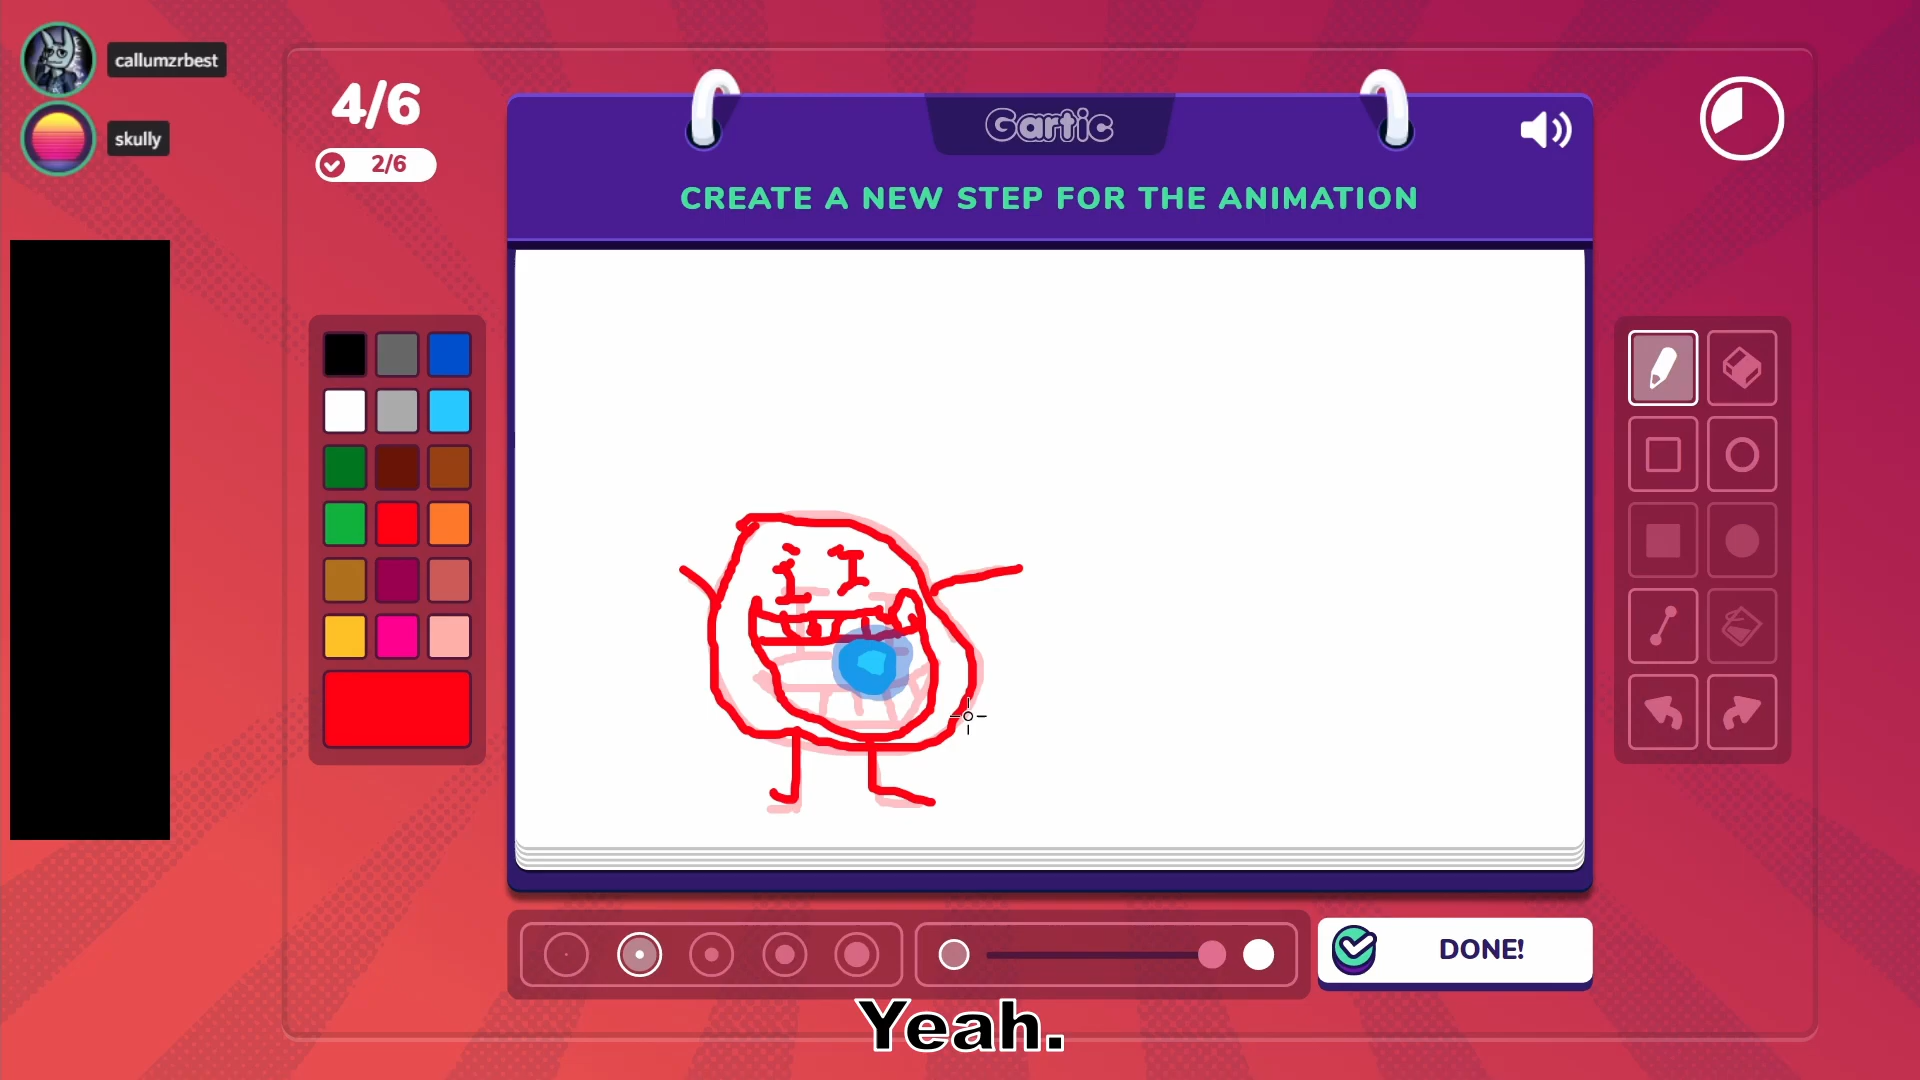 callumzrbest
skully
4/6
2/6
Gartic
CREATE A NEW STEP FOR THE ANIMATION
DONE!
Yeah.